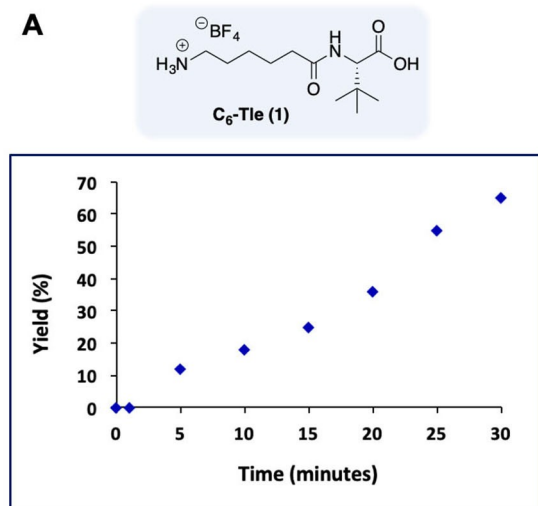 A
⊖BF₄
⊕
H₃N
H
N
O
O
OH
C₆-Tle (1)
70
60
50
40
30
20
10
0
Yield (%)
0 5 10 15 20 25 30
Time (minutes)